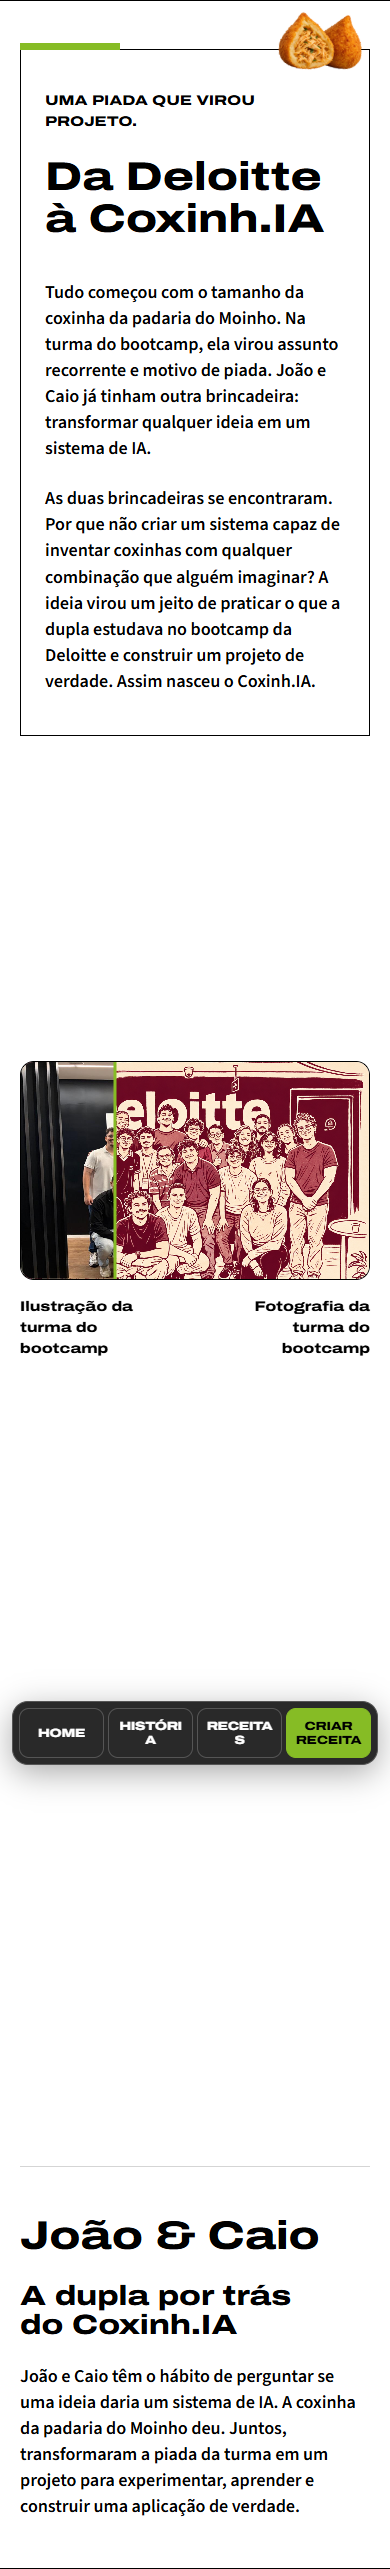 UMA PIADA QUE VIROU
PROJETO.
Da Deloitte
à Coxinh.IA
Tudo começou com o tamanho da
coxinha da padaria do Moinho. Na
turma do bootcamp, ela virou assunto
recorrente e motivo de piada. João e
Caio já tinham outra brincadeira:
transformar qualquer ideia em um
sistema de IA.
As duas brincadeiras se encontraram.
Por que não criar um sistema capaz de
inventar coxinhas com qualquer
combinação que alguém imaginar? A
ideia virou um jeito de praticar o que a
dupla estudava no bootcamp da
Deloitte e construir um projeto de
verdade. Assim nasceu o Coxinh.IA.
eloitte
Ilustração da
turma do
bootcamp
Fotografia da
turma do
bootcamp
HOME
HISTÓRI
A
RECEITA
S
CRIAR
RECEITA
João & Caio
A dupla por trás
do Coxinh.IA
João e Caio têm o hábito de perguntar se
uma ideia daria um sistema de IA. A coxinha
da padaria do Moinho deu. Juntos,
transformaram a piada da turma em um
projeto para experimentar, aprender e
construir uma aplicação de verdade.